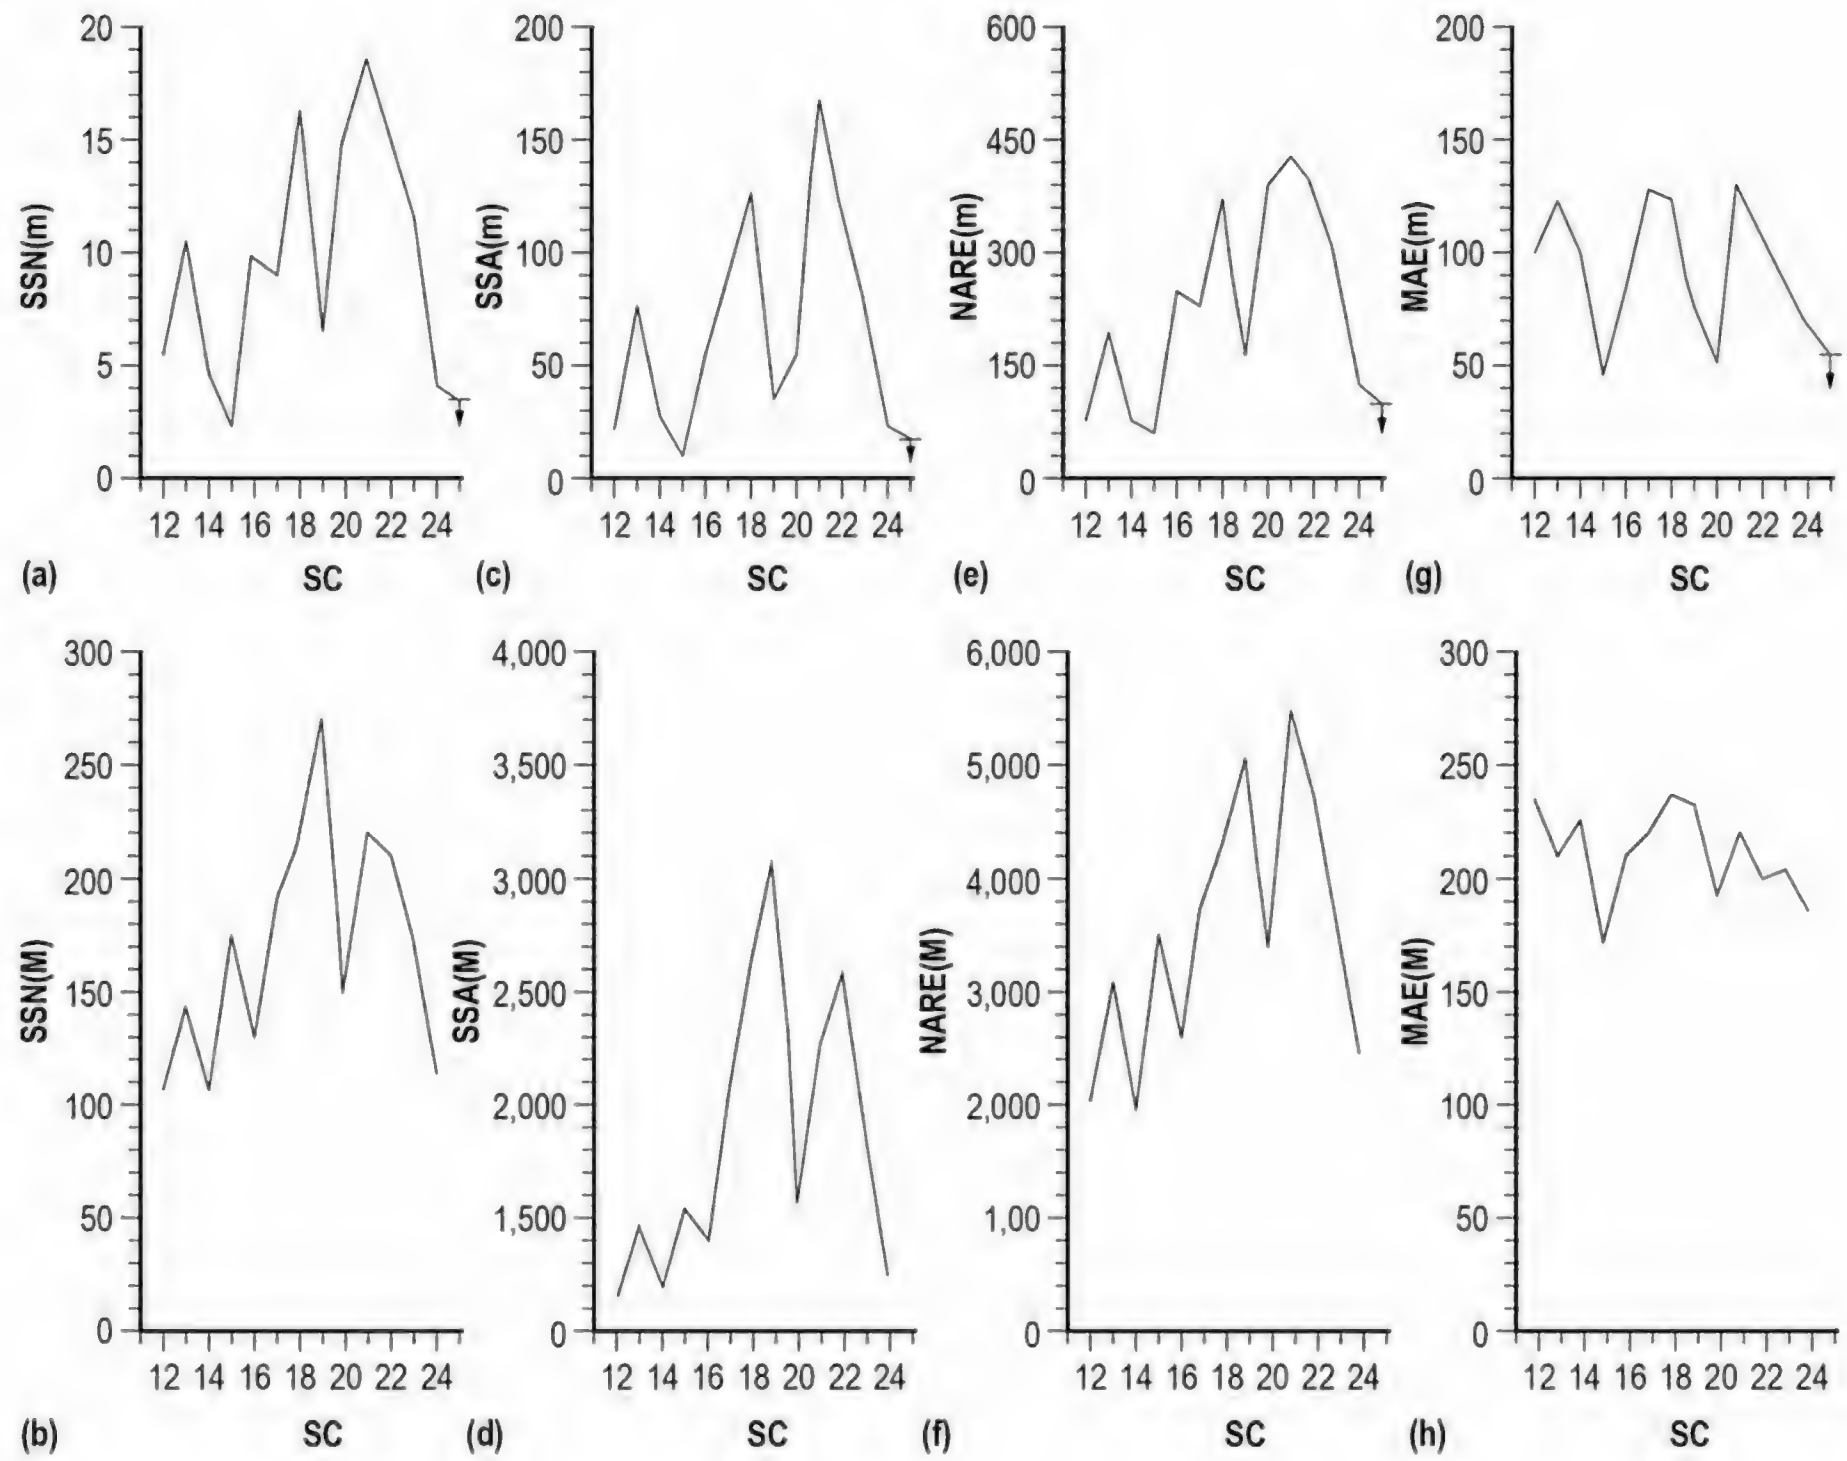 20 15 10 5 0
SSN(m)
12 14 16 18 20 22 24
(a) SC
200 150 100 50 0
SSA(m)
12 14 16 18 20 22 24
(c) SC
600 450 300 150 0
NARE(m)
12 14 16 18 20 22 24
(e) SC
200 150 100 50 0
MAE(m)
12 14 16 18 20 22 24
(g) SC
300 250 200 150 100 50 0
SSN(M)
12 14 16 18 20 22 24
(b) SC
4,000 3,500 3,000 2,500 2,000 1,500 0
SSA(M)
12 14 16 18 20 22 24
(d) SC
6,000 5,000 4,000 3,000 2,000 1,00 0
NARE(M)
12 14 16 18 20 22 24
(f) SC
300 250 200 150 100 50 0
MAE(M)
12 14 16 18 20 22 24
(h) SC